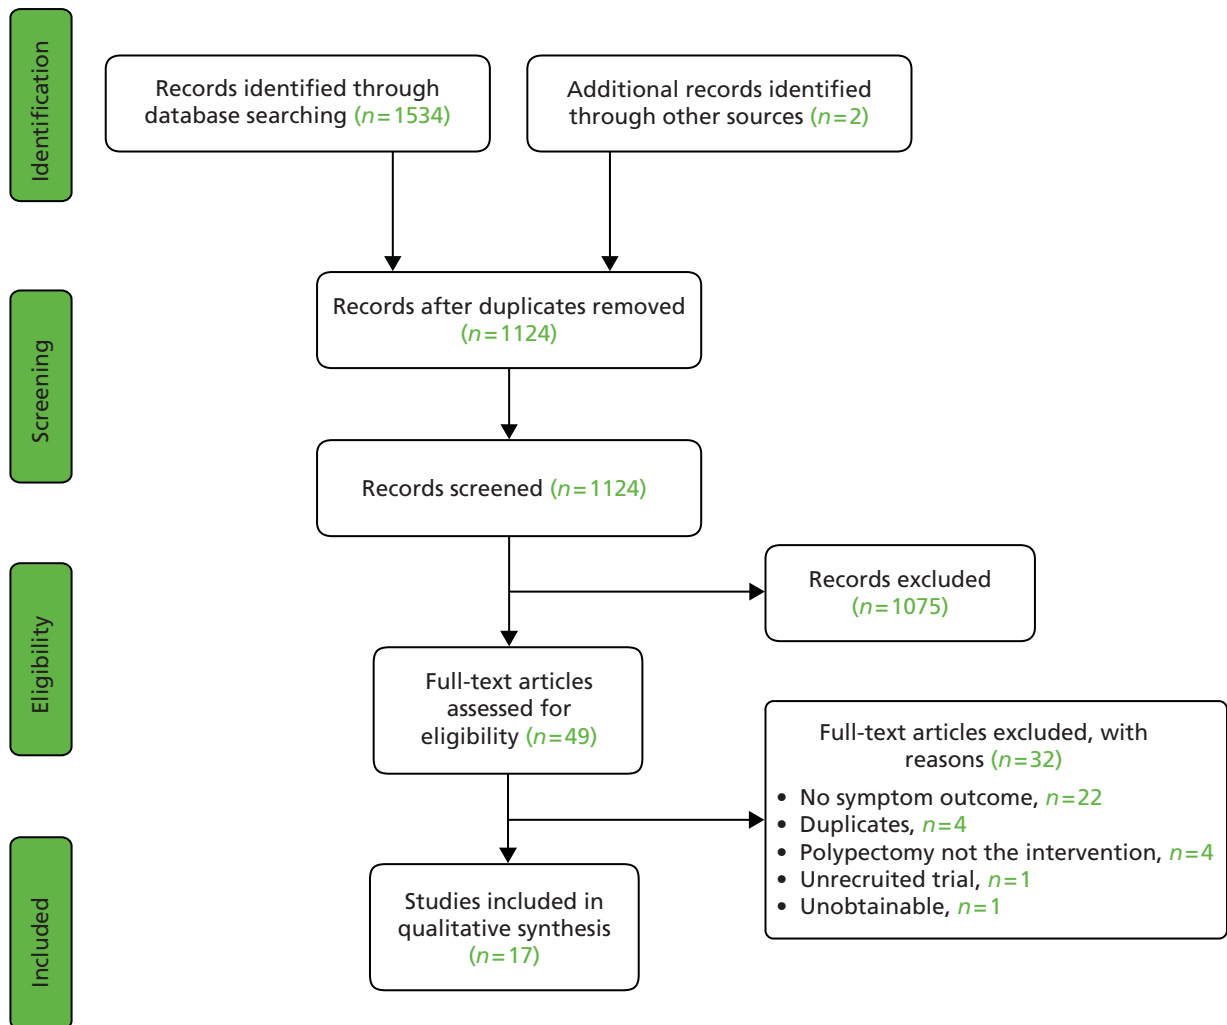 Identification
Records identified through
database searching (n=1534)
Additional records identified
through other sources (n=2)
Screening
Records after duplicates removed
(n=1124)
Records screened (n=1124)
Eligibility
Records excluded
(n=1075)
Full-text articles
assessed for
eligibility (n=49)
Full-text articles excluded, with
reasons (n=32)
• No symptom outcome, n=22
• Duplicates, n=4
• Polypectomy not the intervention, n=4
• Unrecruited trial, n=1
• Unobtainable, n=1
Included
Studies included in
qualitative synthesis
(n=17)